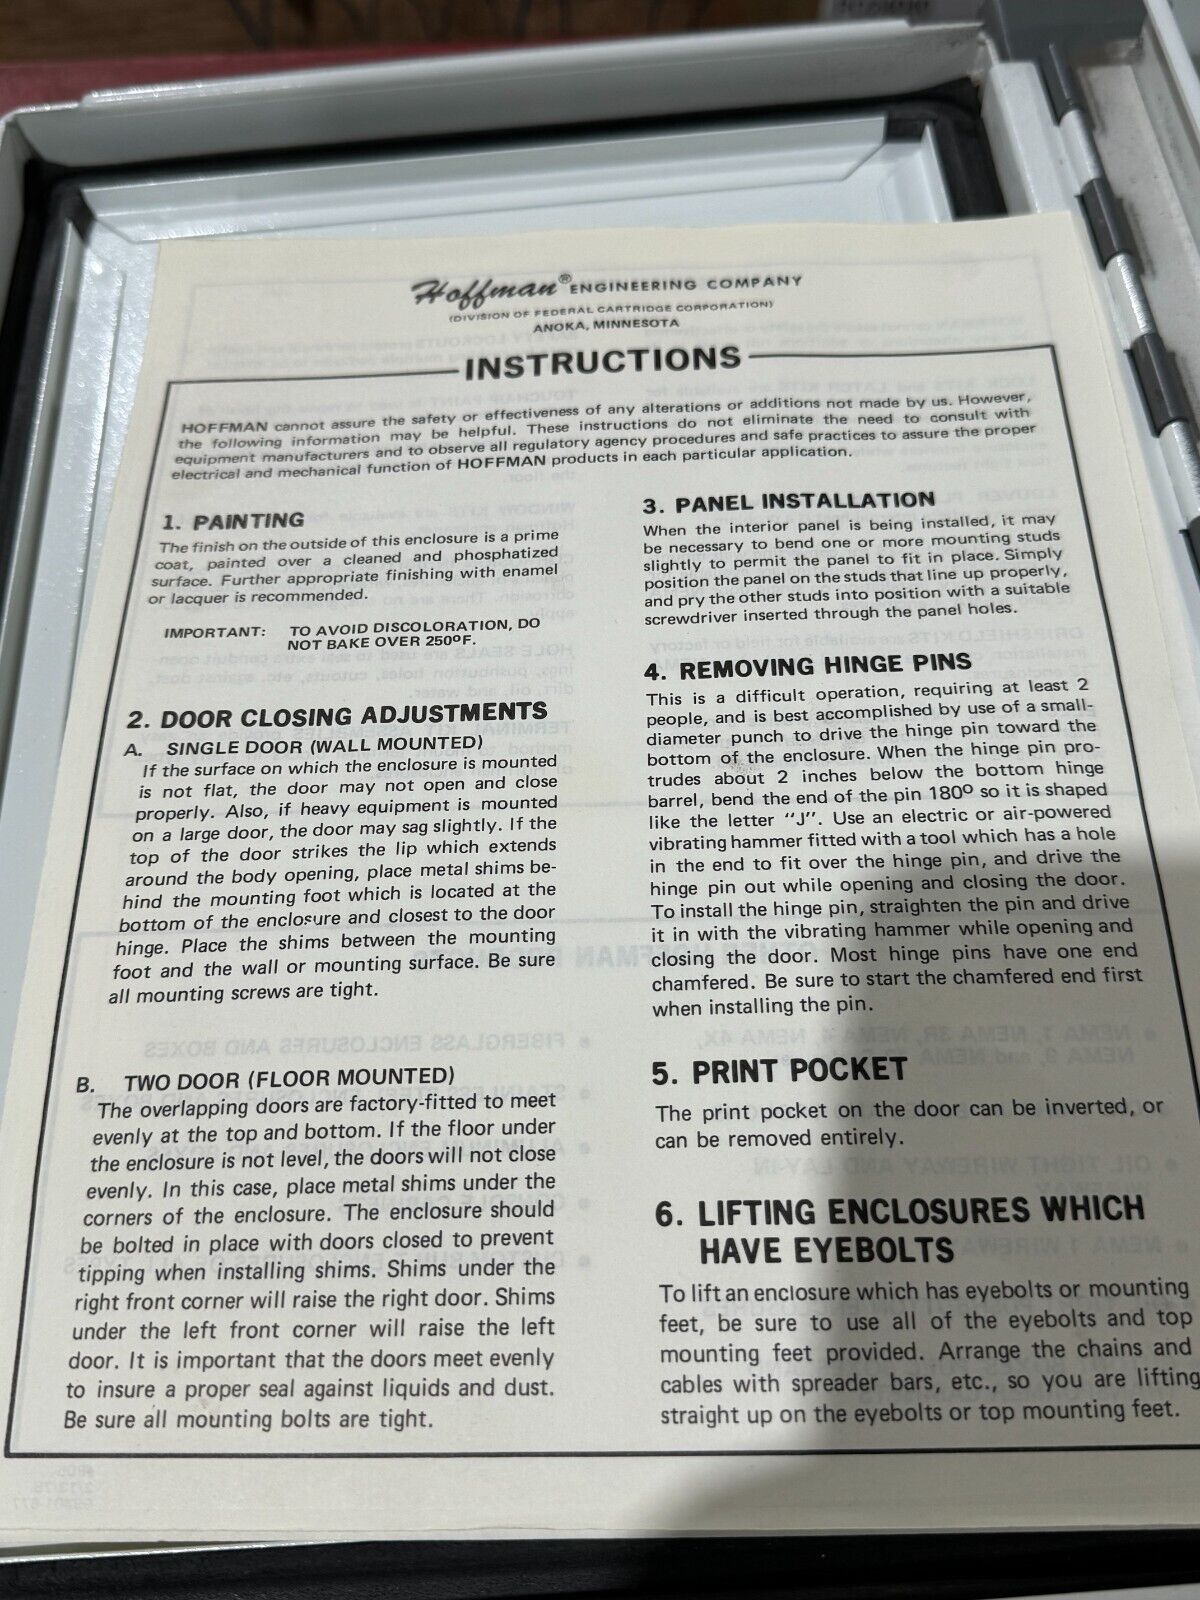 Hoffman® ENGINEERING COMPANY
(DIVISION OF FEDERAL CARTRIDGE CORPORATION)
ANOKA, MINNESOTA
INSTRUCTIONS
HOFFMAN cannot assure the safety or effectiveness of any alterations or additions not made by us. However,
the following information may be helpful. These instructions do not eliminate the need to consult with
equipment manufacturers and to observe all regulatory agency procedures and safe practices to assure the proper
electrical and mechanical function of HOFFMAN products in each particular application.
1. PAINTING
The finish on the outside of this enclosure is a prime
coat, painted over a cleaned and phosphatized
surface. Further appropriate finishing with enamel
or lacquer is recommended.
IMPORTANT: TO AVOID DISCOLORATION, DO
NOT BAKE OVER 250ºF.
2. DOOR CLOSING ADJUSTMENTS
A. SINGLE DOOR (WALL MOUNTED)
If the surface on which the enclosure is mounted
is not flat, the door may not open and close
properly. Also, if heavy equipment is mounted
on a large door, the door may sag slightly. If the
top of the door strikes the lip which extends
around the body opening, place metal shims be-
hind the mounting foot which is located at the
bottom of the enclosure and closest to the door
hinge. Place the shims between the mounting
foot and the wall or mounting surface. Be sure
all mounting screws are tight.
B. TWO DOOR (FLOOR MOUNTED)
The overlapping doors are factory-fitted to meet
evenly at the top and bottom. If the floor under
the enclosure is not level, the doors will not close
evenly. In this case, place metal shims under the
corners of the enclosure. The enclosure should
be bolted in place with doors closed to prevent
tipping when installing shims. Shims under the
right front corner will raise the right door. Shims
under the left front corner will raise the left
door. It is important that the doors meet evenly
to insure a proper seal against liquids and dust.
Be sure all mounting bolts are tight.
3. PANEL INSTALLATION
When the interior panel is being installed, it may
be necessary to bend one or more mounting studs
slightly to permit the panel to fit in place. Simply
position the panel on the studs that line up properly,
and pry the other studs into position with a suitable
screwdriver inserted through the panel holes.
4. REMOVING HINGE PINS
This is a difficult operation, requiring at least 2
people, and is best accomplished by use of a small-
diameter punch to drive the hinge pin toward the
bottom of the enclosure. When the hinge pin pro-
trudes about 2 inches below the bottom hinge
barrel, bend the end of the pin 180º so it is shaped
like the letter "J". Use an electric or air-powered
vibrating hammer fitted with a tool which has a hole
in the end to fit over the hinge pin, and drive the
hinge pin out while opening and closing the door.
To install the hinge pin, straighten the pin and drive
it in with the vibrating hammer while opening and
closing the door. Most hinge pins have one end
chamfered. Be sure to start the chamfered end first
when installing the pin.
5. PRINT POCKET
The print pocket on the door can be inverted, or
can be removed entirely.
6. LIFTING ENCLOSURES WHICH
HAVE EYEBOLTS
To lift an enclosure which has eyebolts or mounting
feet, be sure to use all of the eyebolts and top
mounting feet provided. Arrange the chains and
cables with spreader bars, etc., so you are lifting
straight up on the eyebolts or top mounting feet.